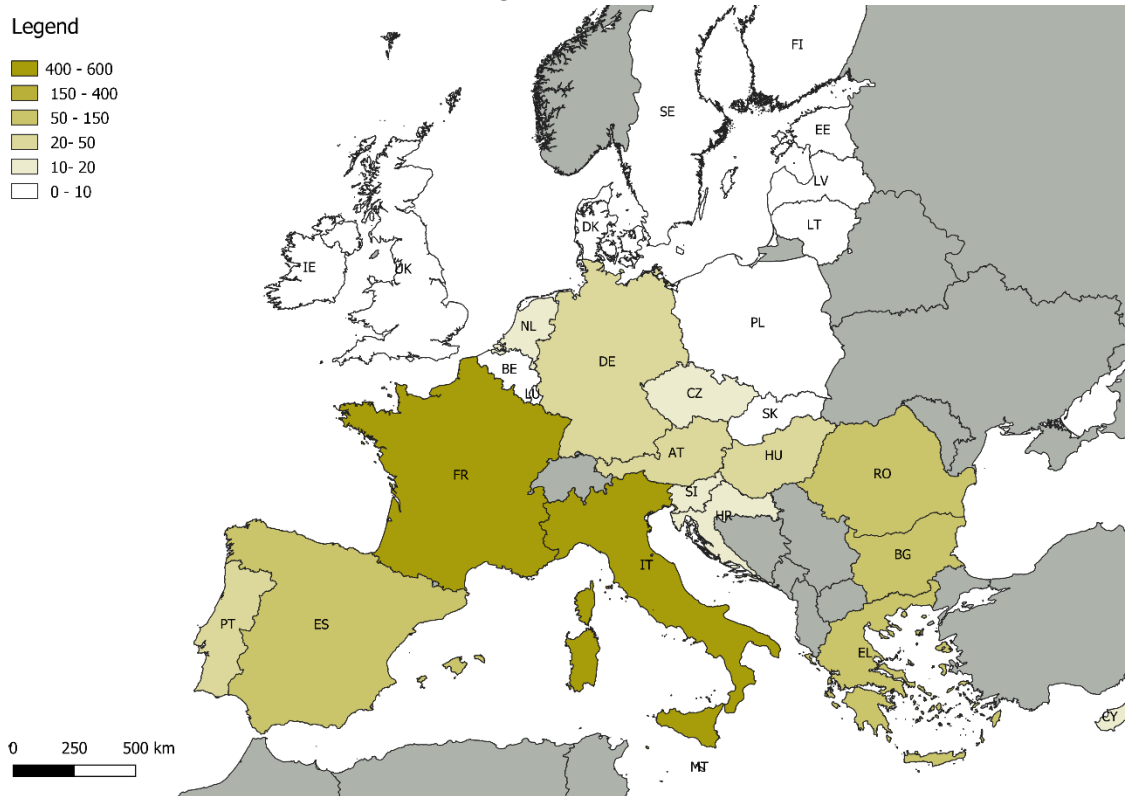 Legend
400 - 600
150 - 400
50 - 150
20- 50
10- 20
0 - 10
FI
SE
EE
LV
LT
DK
IE
UK
NL
PL
BE
DE
LU
CZ
SK
AT
HU
FR
SI
RO
HR
BG
IT
PT
ES
EL
CY
0 250 500 km